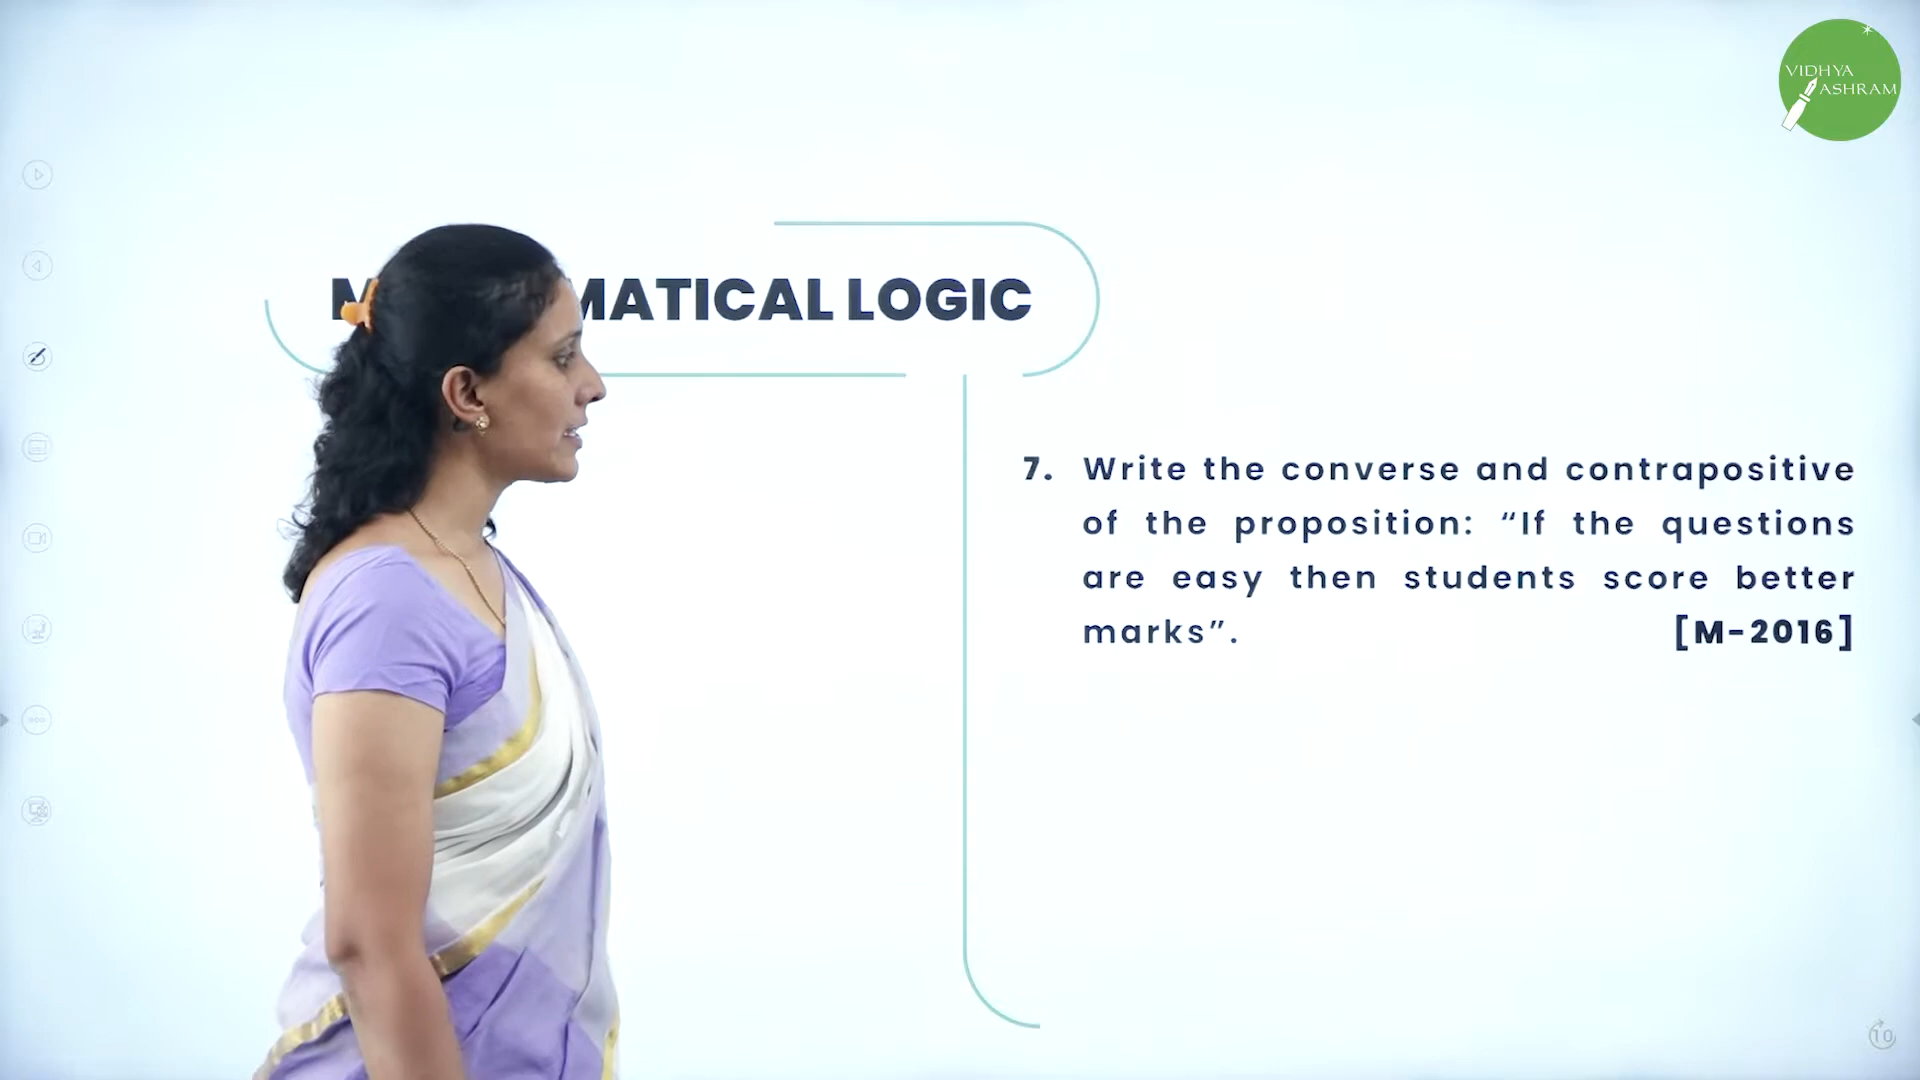 VIDHYA
ASHRAM
MATICAL LOGIC
7. Write the converse and contrapositive
of the proposition: “If the questions
are easy then students score better
marks”. [M-2016]
10